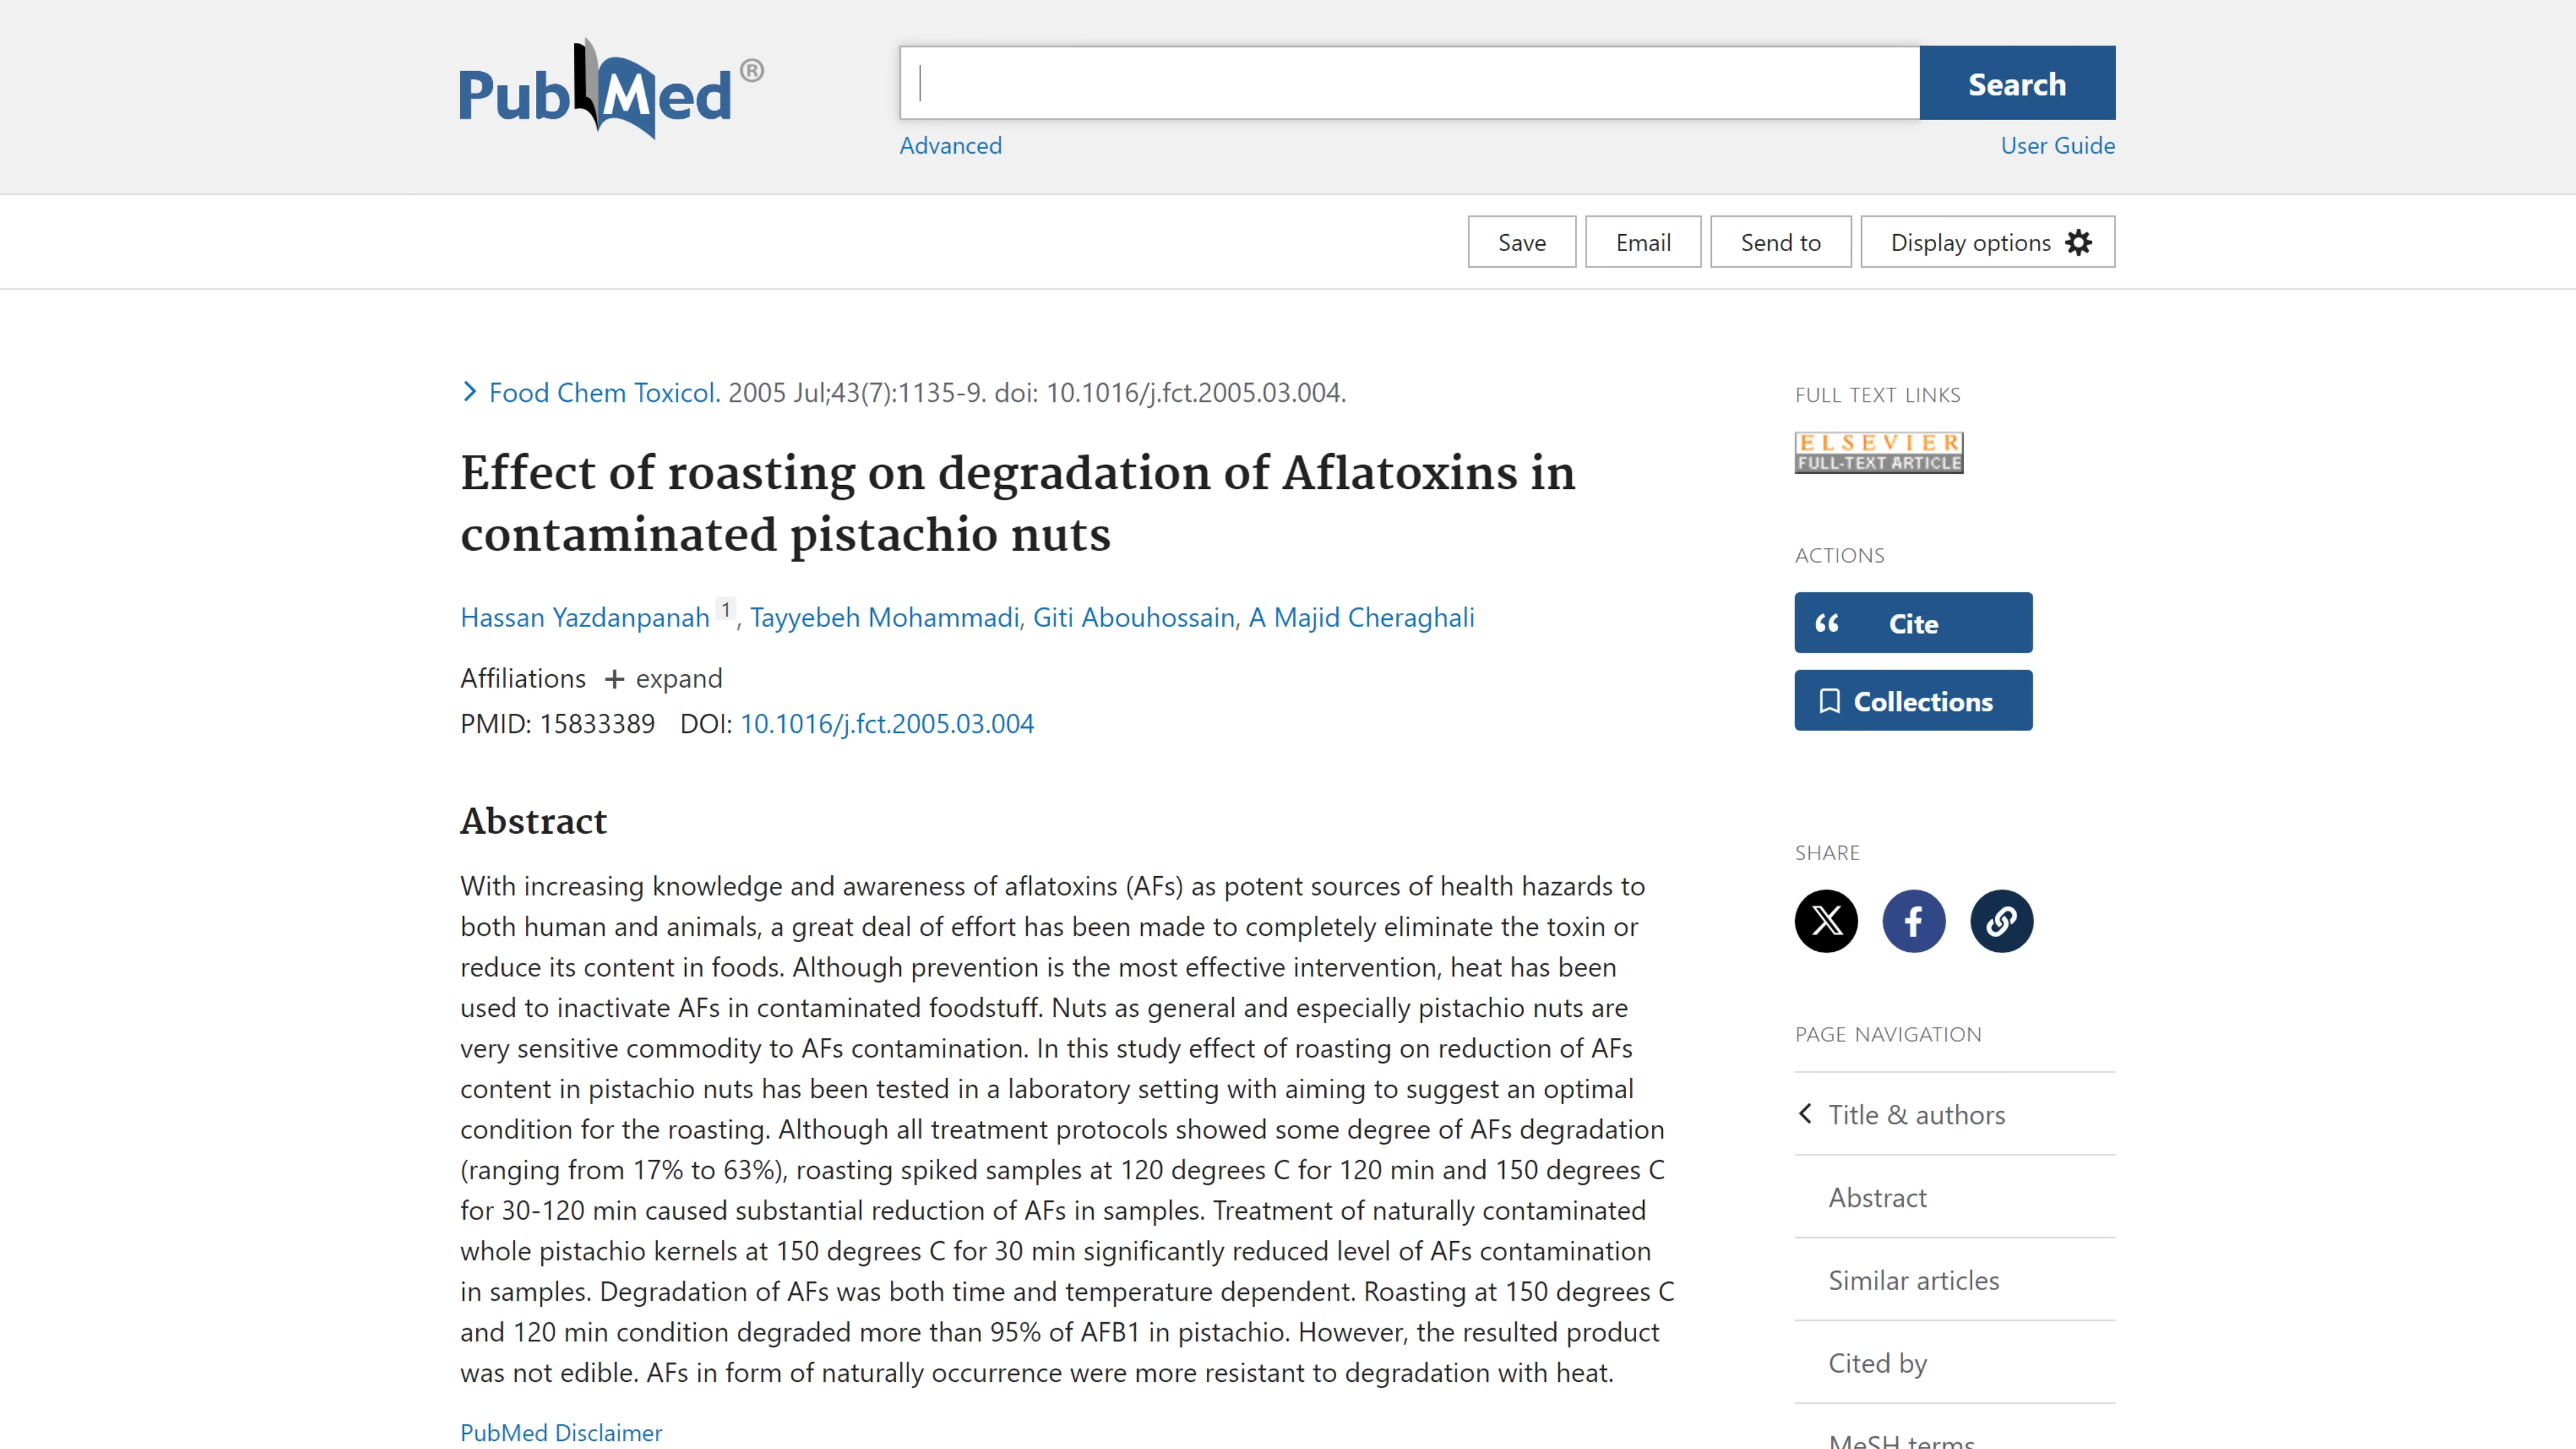 PubMed®
Search
Advanced
User Guide
Save
Email
Send to
Display options
Food Chem Toxicol. 2005 Jul;43(7):1135-9. doi: 10.1016/j.fct.2005.03.004.
Effect of roasting on degradation of Aflatoxins in
contaminated pistachio nuts
Hassan Yazdanpanah 1, Tayyebeh Mohammadi, Giti Abouhossain, A Majid Cheraghali
Affiliations + expand
PMID: 15833389 DOI: 10.1016/j.fct.2005.03.004
Abstract
With increasing knowledge and awareness of aflatoxins (AFs) as potent sources of health hazards to
both human and animals, a great deal of effort has been made to completely eliminate the toxin or
reduce its content in foods. Although prevention is the most effective intervention, heat has been
used to inactivate AFs in contaminated foodstuff. Nuts as general and especially pistachio nuts are
very sensitive commodity to AFs contamination. In this study effect of roasting on reduction of AFs
content in pistachio nuts has been tested in a laboratory setting with aiming to suggest an optimal
condition for the roasting. Although all treatment protocols showed some degree of AFs degradation
(ranging from 17% to 63%), roasting spiked samples at 120 degrees C for 120 min and 150 degrees C
for 30-120 min caused substantial reduction of AFs in samples. Treatment of naturally contaminated
whole pistachio kernels at 150 degrees C for 30 min significantly reduced level of AFs contamination
in samples. Degradation of AFs was both time and temperature dependent. Roasting at 150 degrees C
and 120 min condition degraded more than 95% of AFB1 in pistachio. However, the resulted product
was not edible. AFs in form of naturally occurrence were more resistant to degradation with heat.
PubMed Disclaimer
FULL TEXT LINKS
ELSEVIER
FULL-TEXT ARTICLE
ACTIONS
Cite
Collections
SHARE
PAGE NAVIGATION
Title & authors
Abstract
Similar articles
Cited by
MeSH terms